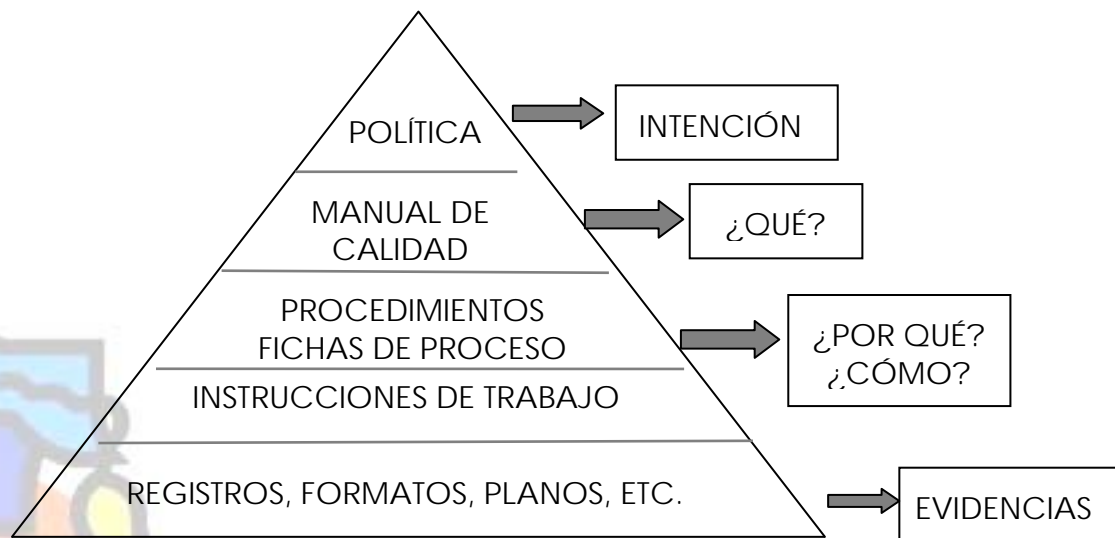 POLÍTICA
INTENCIÓN
MANUAL DE
CALIDAD
¿QUÉ?
PROCEDIMIENTOS
FICHAS DE PROCESO
¿POR QUÉ?
¿CÓMO?
INSTRUCCIONES DE TRABAJO
REGISTROS, FORMATOS, PLANOS, ETC.
EVIDENCIAS